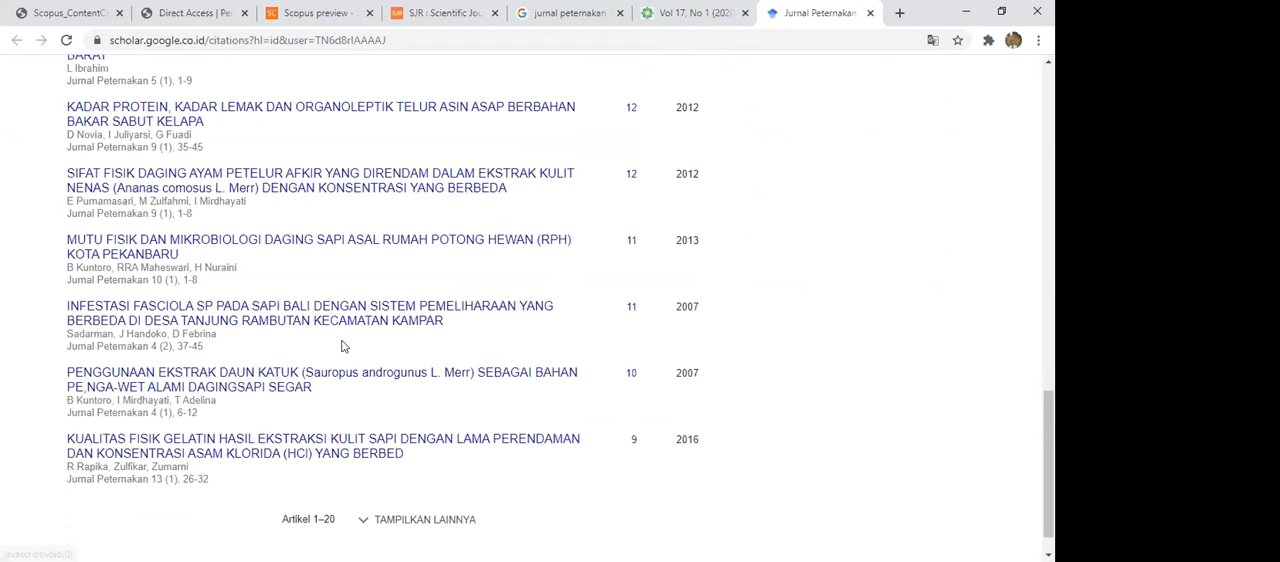 Scopus_ContentC
Direct Access | Per
Scopus preview -
SJR : Scientific Jou
jurnal peternakan
Vol 17, No 1 (2020
Jurnal Peternakan
scholar.google.co.id/citations?hl=id&user=TN6d8rIAAAAJ
BARAT
L Ibrahim
Jurnal Peternakan 5 (1), 1-9
KADAR PROTEIN, KADAR LEMAK DAN ORGANOLEPTIK TELUR ASIN ASAP BERBAHAN 12 2012
BAKAR SABUT KELAPA
D Novia, I Juliyarsi, G Fuadi
Jurnal Peternakan 9 (1), 35-45
SIFAT FISIK DAGING AYAM PETELUR AFKIR YANG DIRENDAM DALAM EKSTRAK KULIT 12 2012
NENAS (Ananas comosus L. Merr) DENGAN KONSENTRASI YANG BERBEDA
E Purnamasari, M Zulfahmi, I Mirdhayati
Jurnal Peternakan 9 (1), 1-8
MUTU FISIK DAN MIKROBIOLOGI DAGING SAPI ASAL RUMAH POTONG HEWAN (RPH) 11 2013
KOTA PEKANBARU
B Kuntoro, RRA Maheswari, H Nuraini
Jurnal Peternakan 10 (1), 1-8
INFESTASI FASCIOLA SP PADA SAPI BALI DENGAN SISTEM PEMELIHARAAN YANG 11 2007
BERBEDA DI DESA TANJUNG RAMBUTAN KECAMATAN KAMPAR
Sadarman, J Handoko, D Febrina
Jurnal Peternakan 4 (2), 37-45
PENGGUNAAN EKSTRAK DAUN KATUK (Sauropus androgunus L. Merr) SEBAGAI BAHAN 10 2007
PE,NGA-WET ALAMI DAGINGSAPI SEGAR
B Kuntoro, I Mirdhayati, T Adelina
Jurnal Peternakan 4 (1), 6-12
KUALITAS FISIK GELATIN HASIL EKSTRAKSI KULIT SAPI DENGAN LAMA PERENDAMAN 9 2016
DAN KONSENTRASI ASAM KLORIDA (HCl) YANG BERBED
R Rapika, Zulfikar, Zumarni
Jurnal Peternakan 13 (1), 26-32
Artikel 1–20 TAMPILKAN LAINNYA
javascript:void(0)